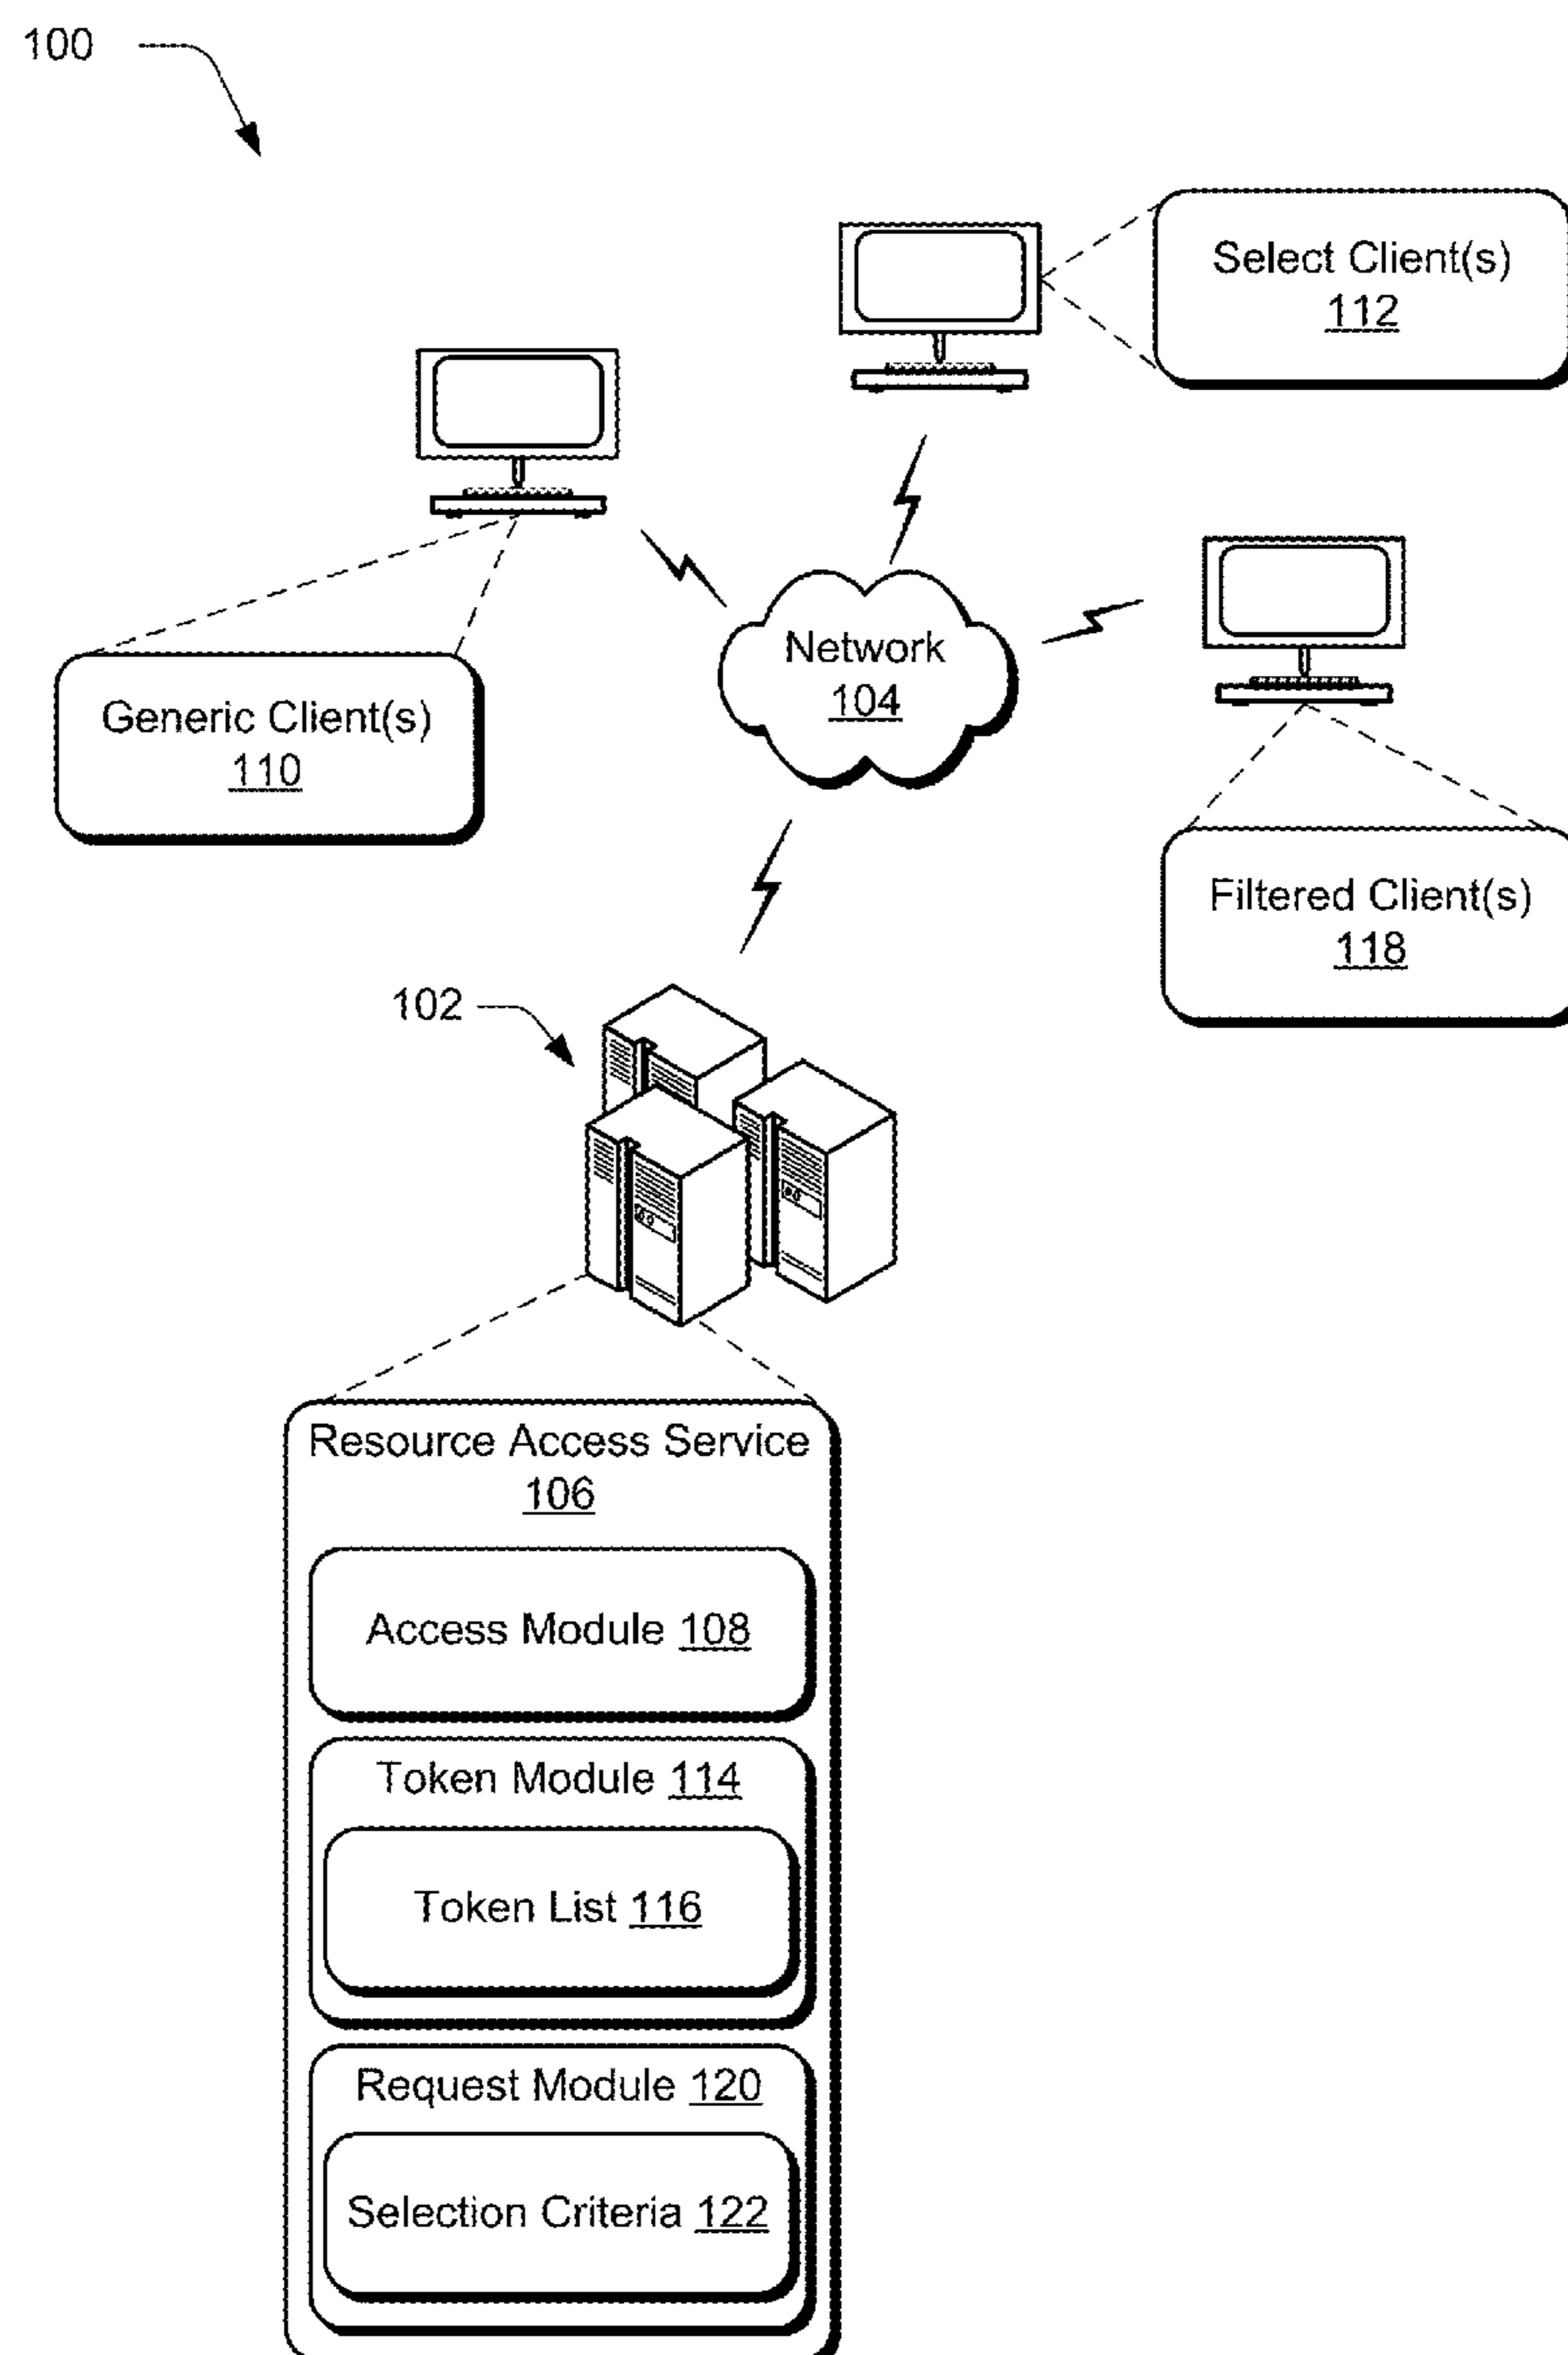 100
Select Client(s)
112
Network
104
Generic Client(s)
110
Filtered Client(s)
118
102
Resource Access Service
106
Access Module 108
Token Module 114
Token List 116
Request Module 120
Selection Criteria 122